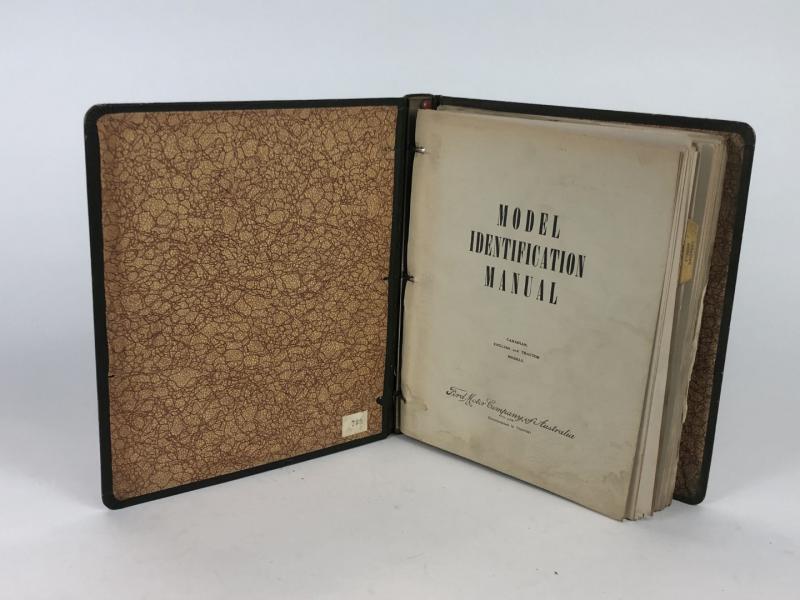 MODEL
IDENTIFICATION
MANUAL
CANADIAN,
ENGLISH AND TRACTOR
MODELS
Ford Motor Company of Australia